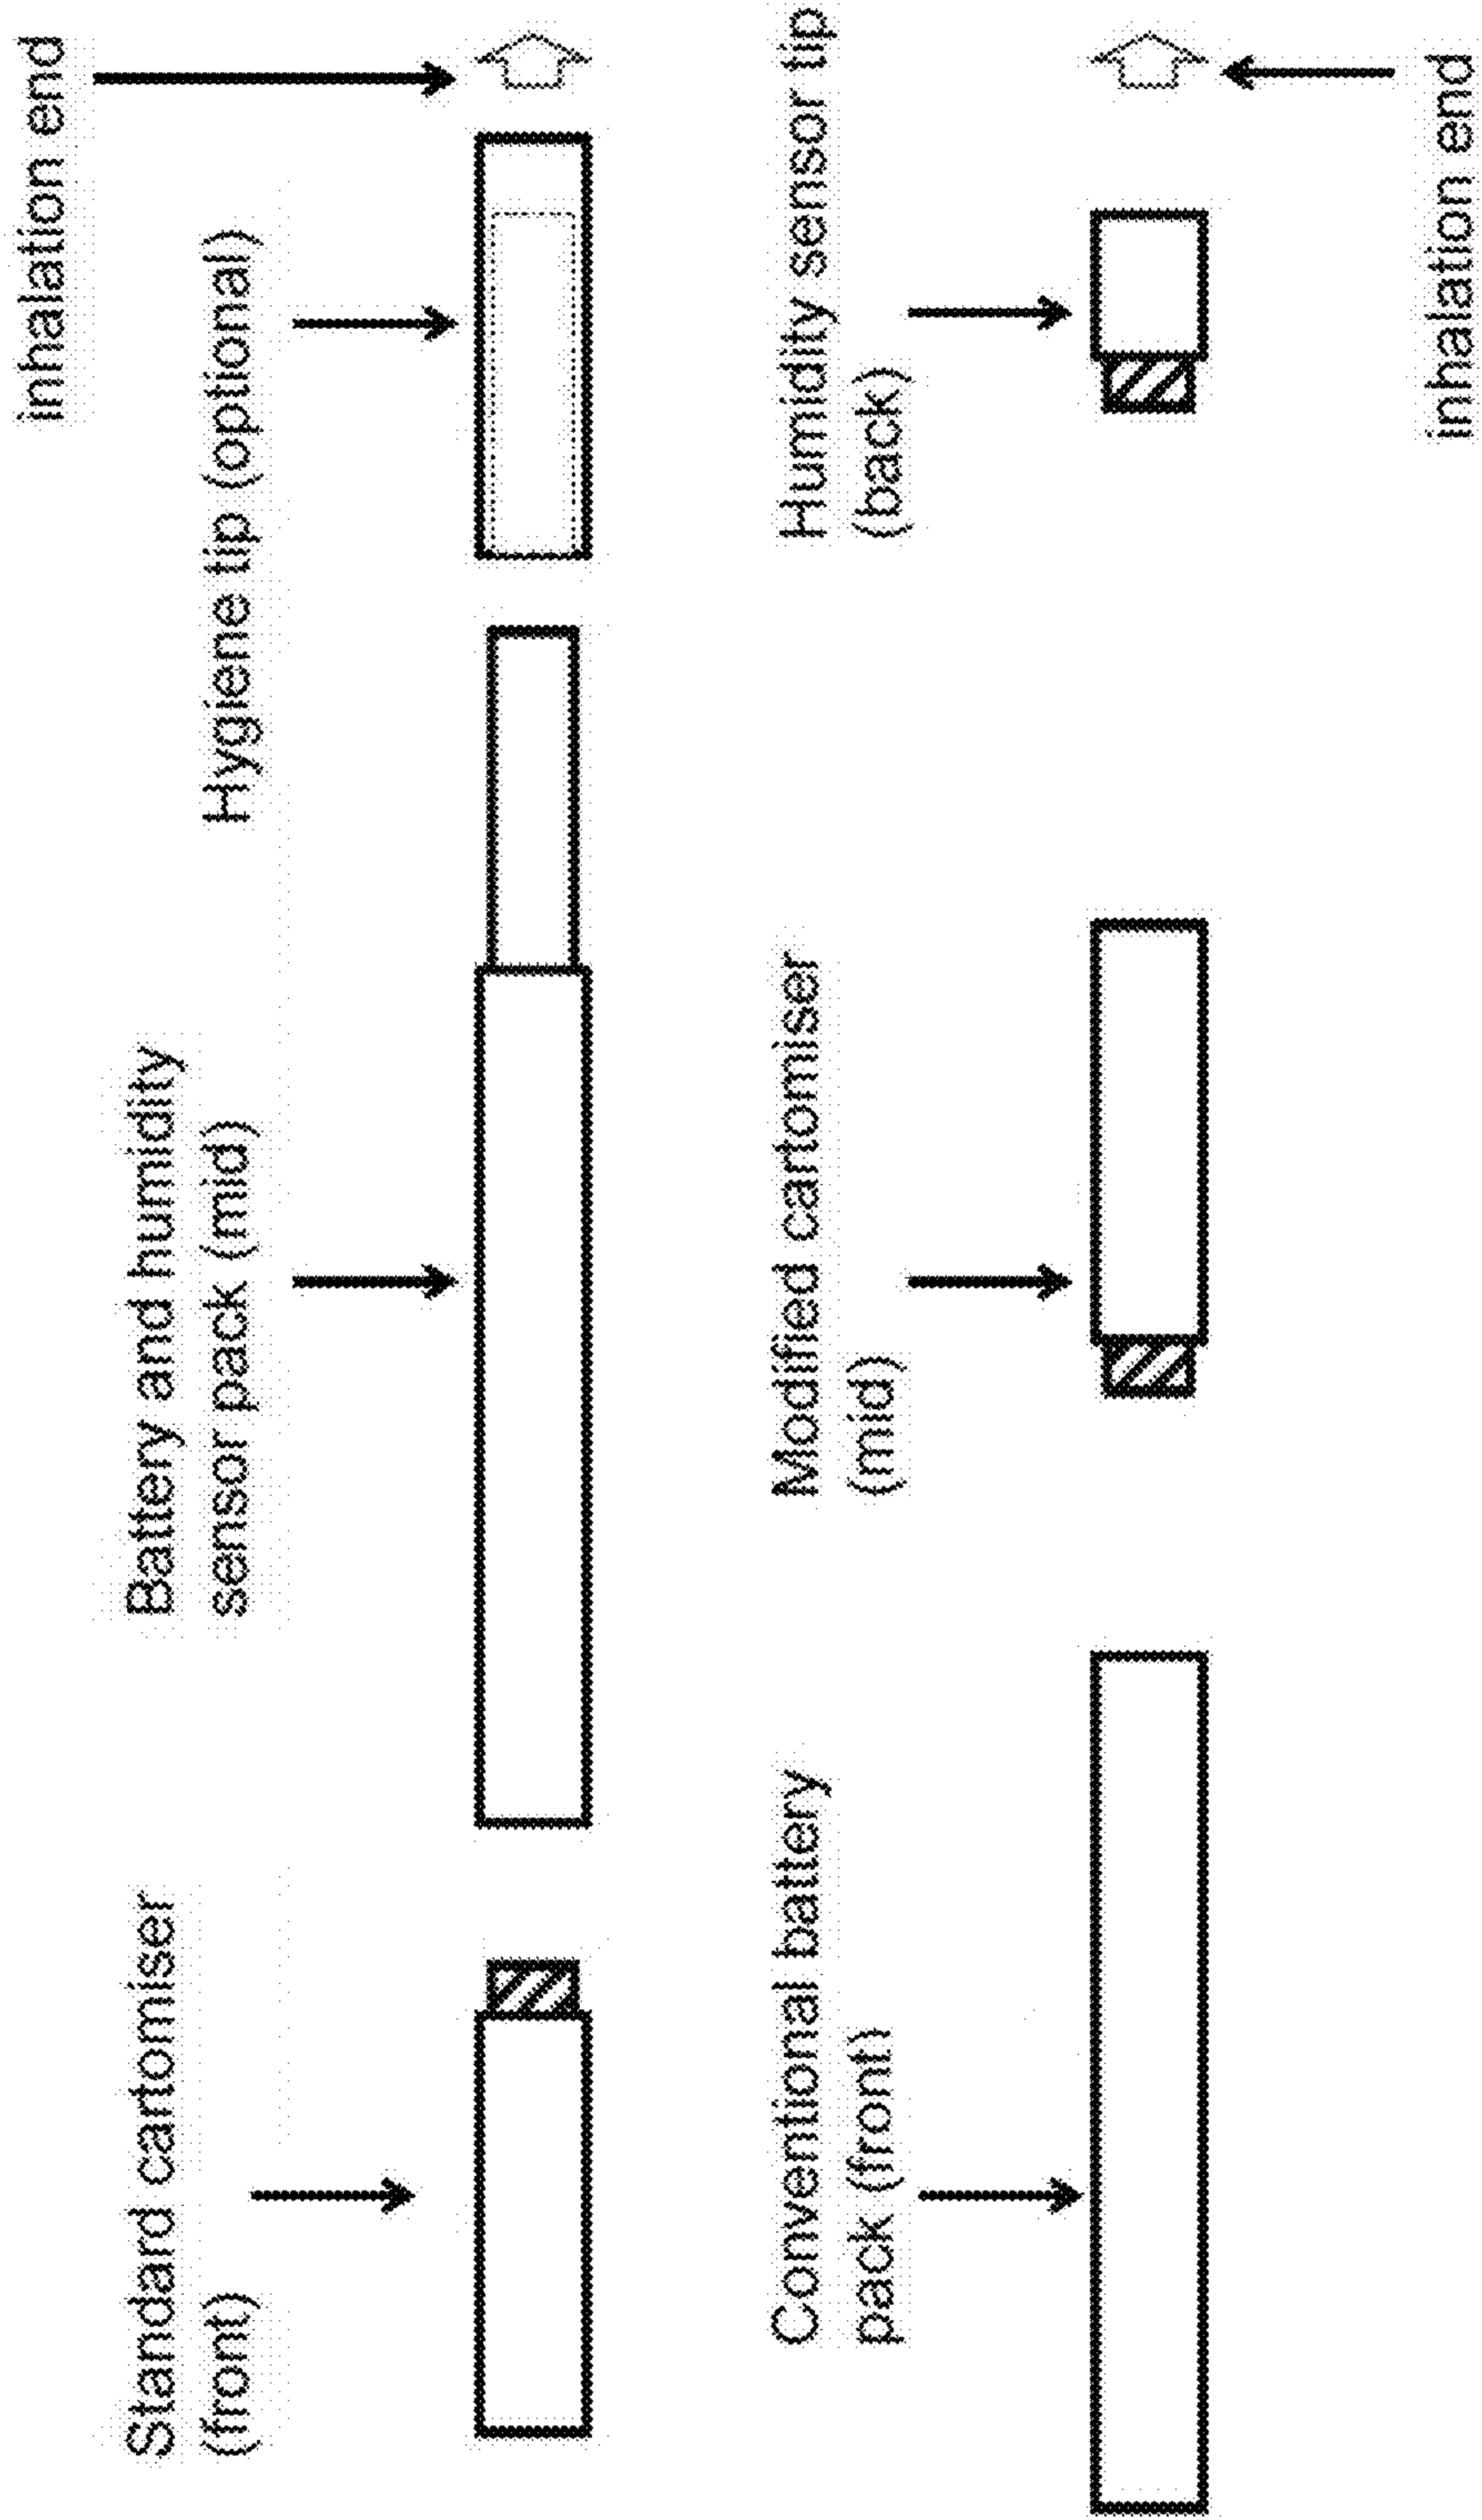 inhalation end
Hygiene tip (optional)
Battery and humidity
sensor pack (mid)
Standard cartomiser
(front)
Humidity sensor tip
(back)
Modified cartomiser
(mid)
Conventional battery
pack (front)
inhalation end